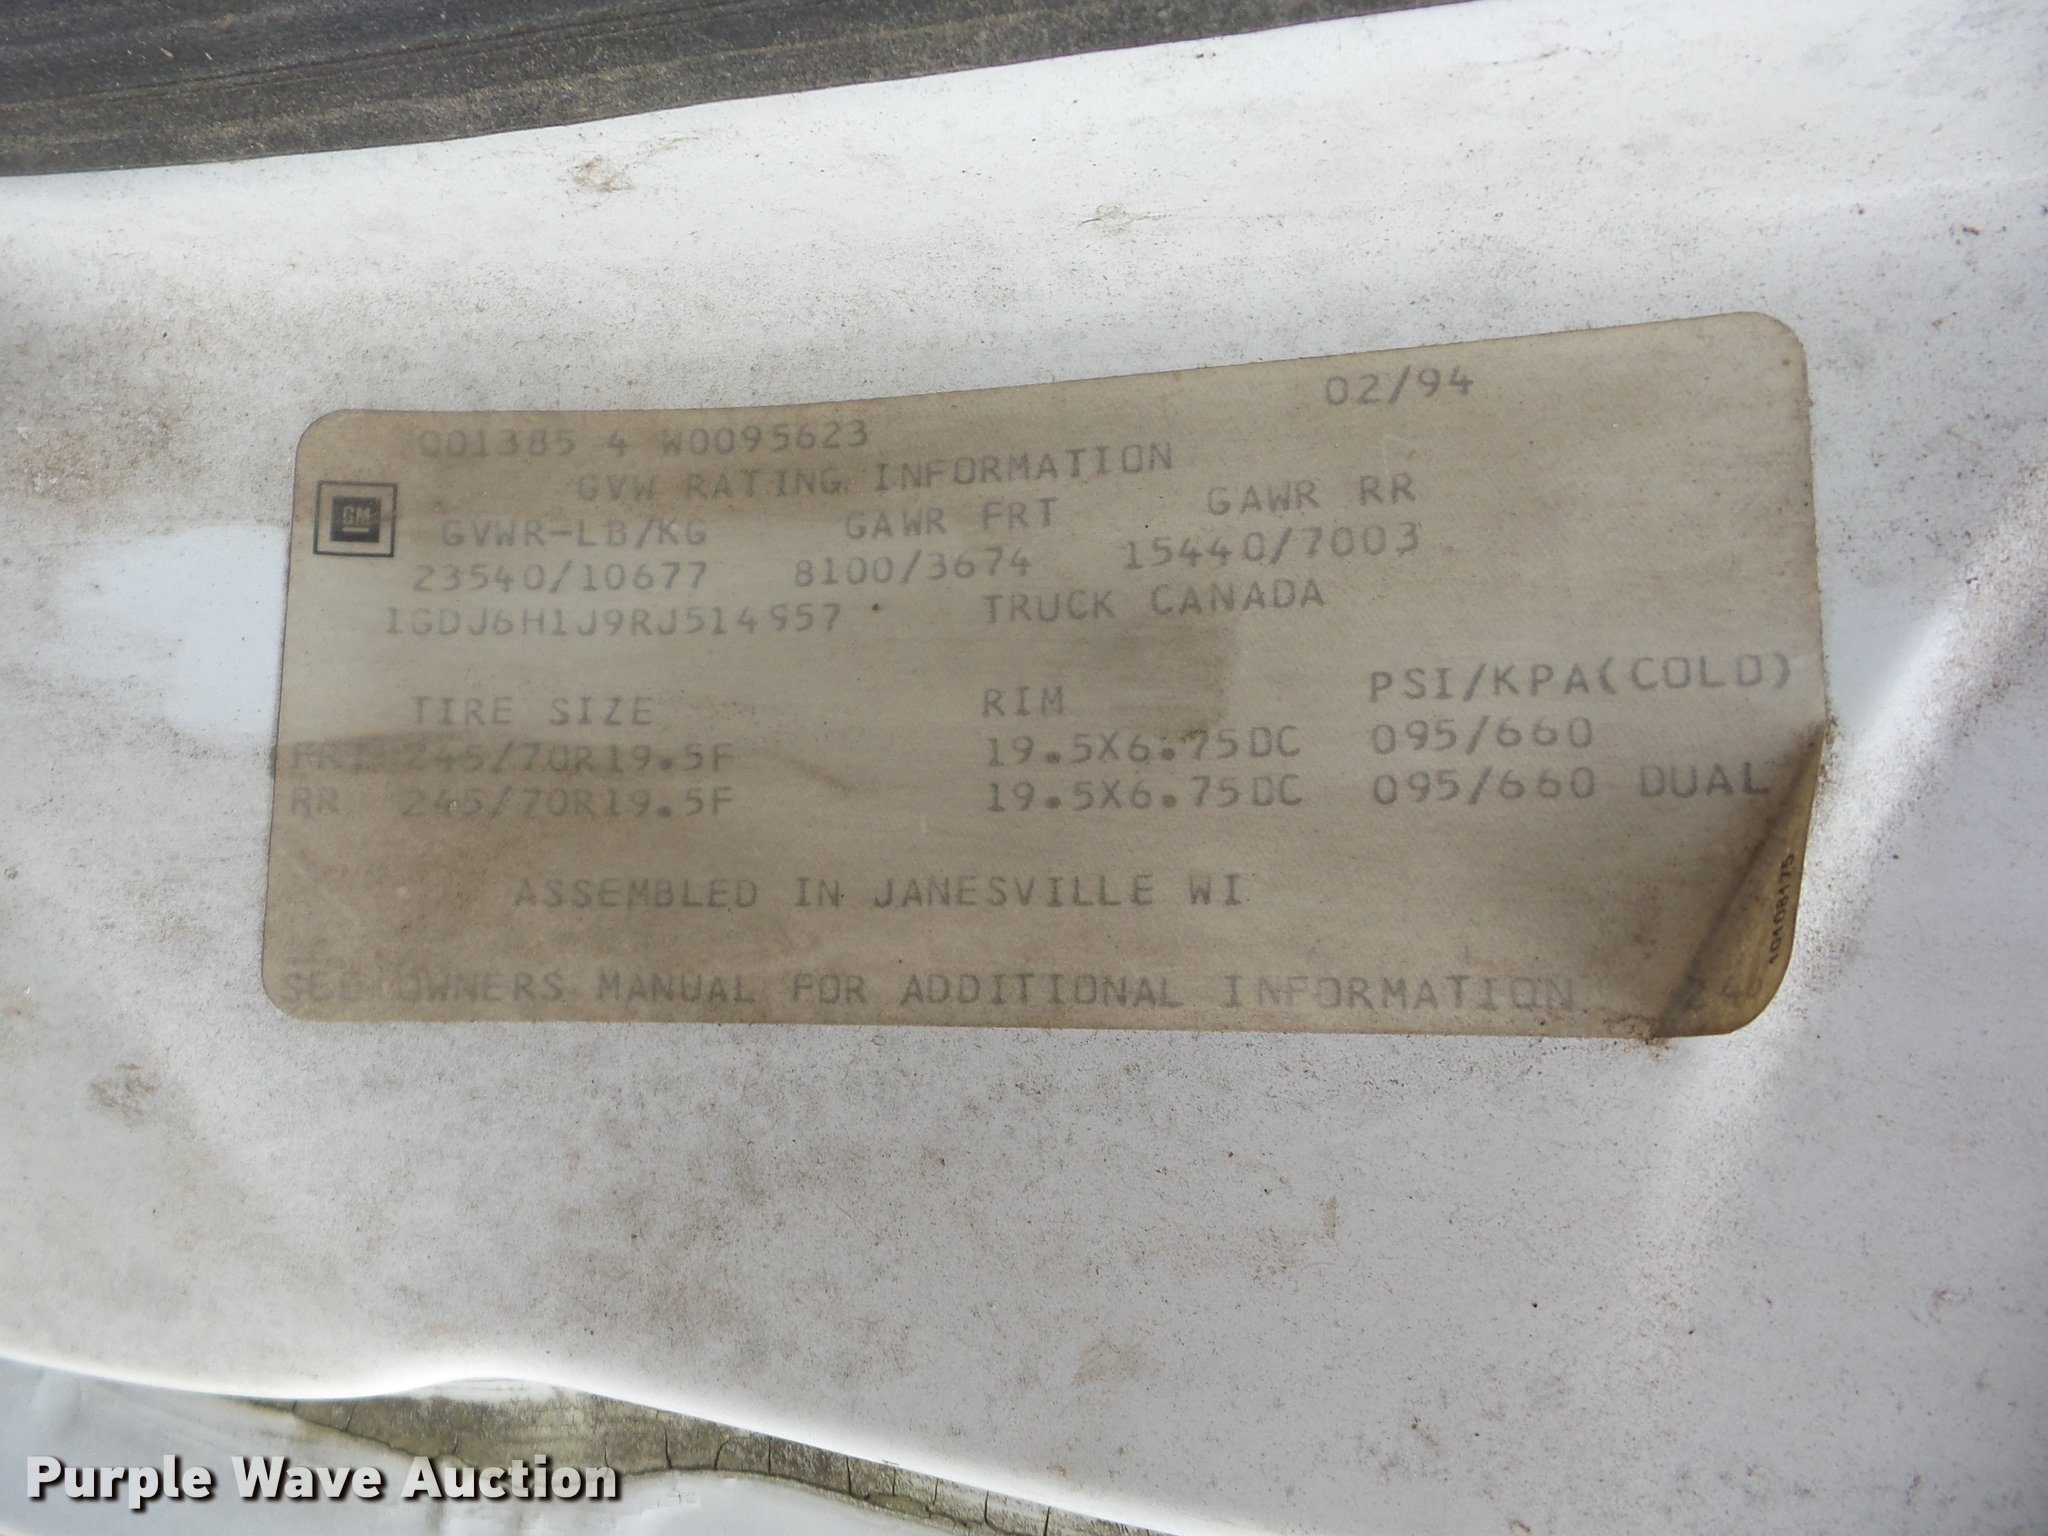 02/94
001385 4 W0095623
GVW RATING INFORMATION
GM
GVWR-LB/KG GAWR FRT GAWR RR
23540/10677 8100/3674 15440/7003
1GDJ6H1J9RJ514957 TRUCK CANADA
TIRE SIZE RIM PSI/KPA(COLD)
FRT 245/70R19.5F 19.5X6.75DC 095/660
RR 245/70R19.5F 19.5X6.75DC 095/660 DUAL
ASSEMBLED IN JANESVILLE WI
SEE OWNERS MANUAL FOR ADDITIONAL INFORMATION
10108175
Purple Wave Auction